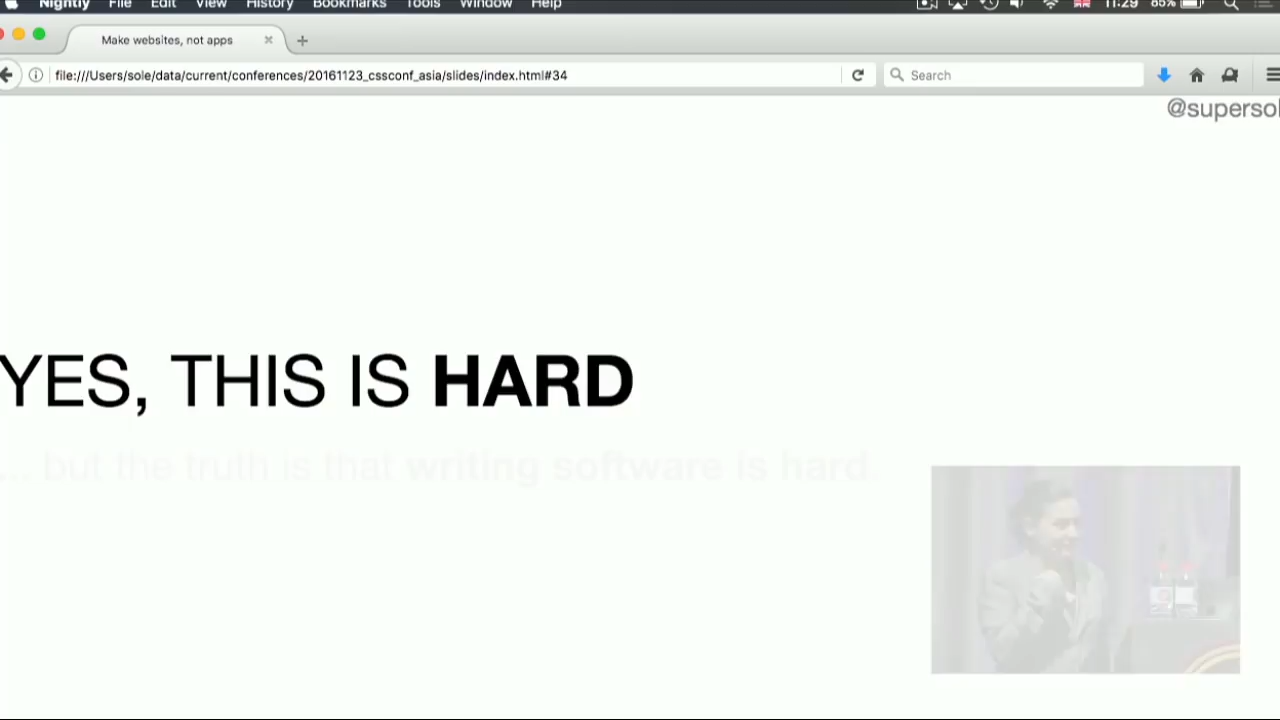 Nightly File Edit View History Bookmarks Tools Window Help 11:29 85%
Make websites, not apps
file:///Users/sole/data/current/conferences/20161123_cssconf_asia/slides/index.html#34
Search
@supersol
YES, THIS IS HARD
... but the truth is that writing software is hard